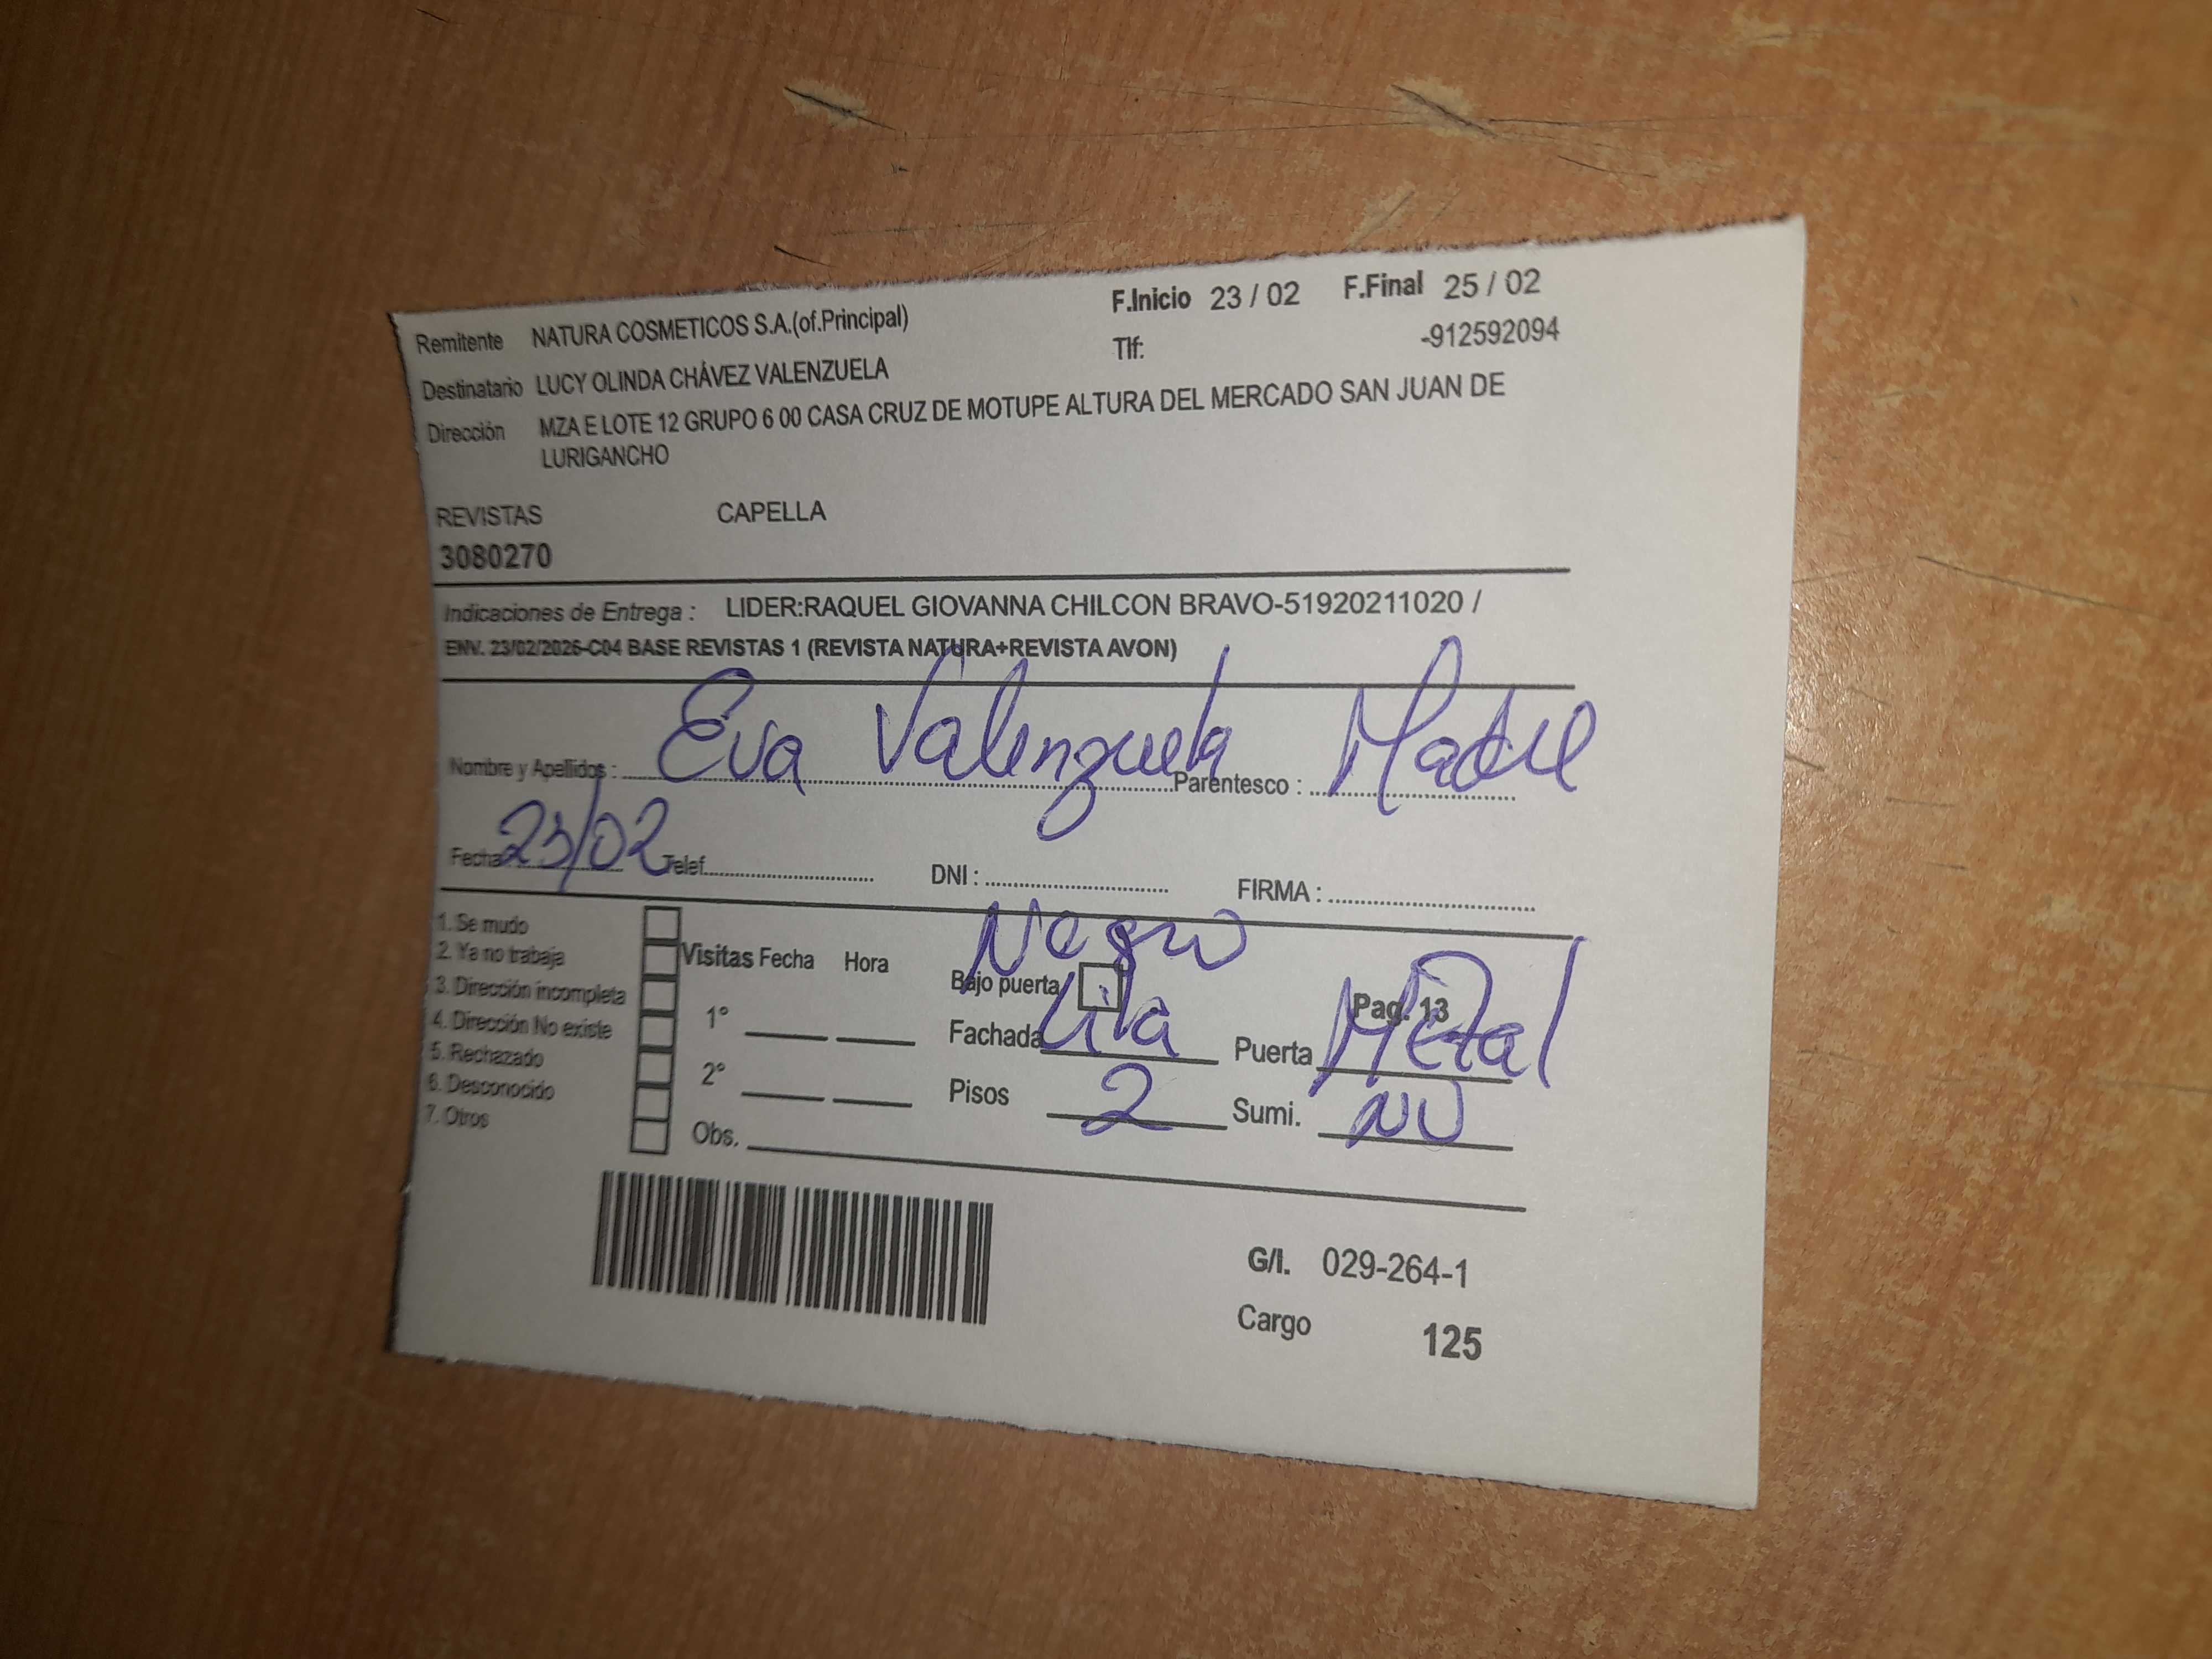 F.Inicio 23 / 02 F.Final 25 / 02
Remitente NATURA COSMETICOS S.A.(of.Principal)
Tlf: -912592094
Destinatario LUCY OLINDA CHÁVEZ VALENZUELA
Dirección MZA E LOTE 12 GRUPO 6 00 CASA CRUZ DE MOTUPE ALTURA DEL MERCADO SAN JUAN DE
LURIGANCHO
REVISTAS CAPELLA
3080270
Indicaciones de Entrega : LIDER:RAQUEL GIOVANNA CHILCON BRAVO-51920211020 /
ENV. 23/02/2026-C04 BASE REVISTAS 1 (REVISTA NATURA+REVISTA AVON)
Nombre y Apellidos : Eva Valenzuela Parentesco : Madre
Fecha 23/02 Telef. DNI : FIRMA :
1. Se mudo
2. Ya no trabaja
3. Dirección incompleta
4. Dirección No existe
5. Rechazado
6. Desconocido
7. Otros
Visitas Fecha Hora
1°
2°
Obs.
Negro
Bajo puerta Pag. 13
Fachada Lila Puerta Metal
Pisos 2 Sumi. NO
G/I. 029-264-1
Cargo 125